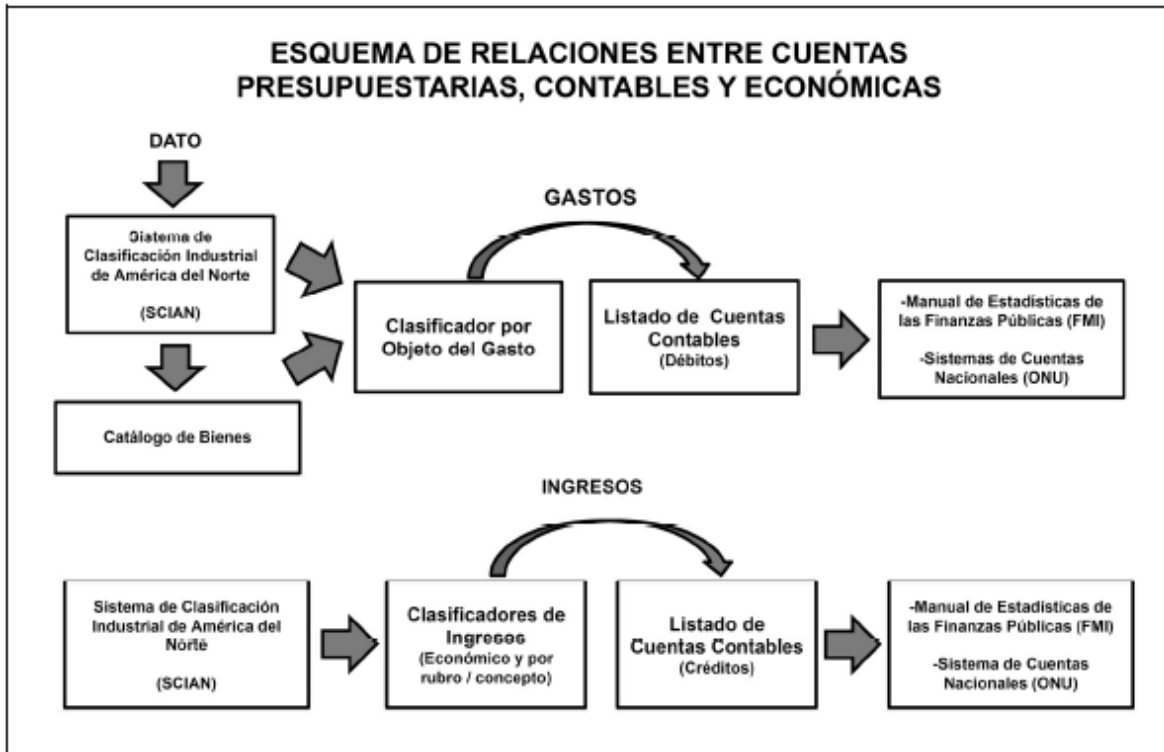 ESQUEMA DE RELACIONES ENTRE CUENTAS
PRESUPUESTARIAS, CONTABLES Y ECONÓMICAS
DATO
Sistema de
Clasificación Industrial
de América del Norte
(SCIAN)
Catálogo de Bienes
GASTOS
Clasificador por
Objeto del Gasto
Listado de Cuentas
Contables
(Débitos)
-Manual de Estadísticas de
las Finanzas Públicas (FMI)
-Sistemas de Cuentas
Nacionales (ONU)
INGRESOS
Sistema de Clasificación
Industrial de América del
Norte
(SCIAN)
Clasificadores de
Ingresos
(Económico y por
rubro / concepto)
Listado de
Cuentas Contables
(Créditos)
-Manual de Estadísticas de
las Finanzas Públicas (FMI)
-Sistema de Cuentas
Nacionales (ONU)